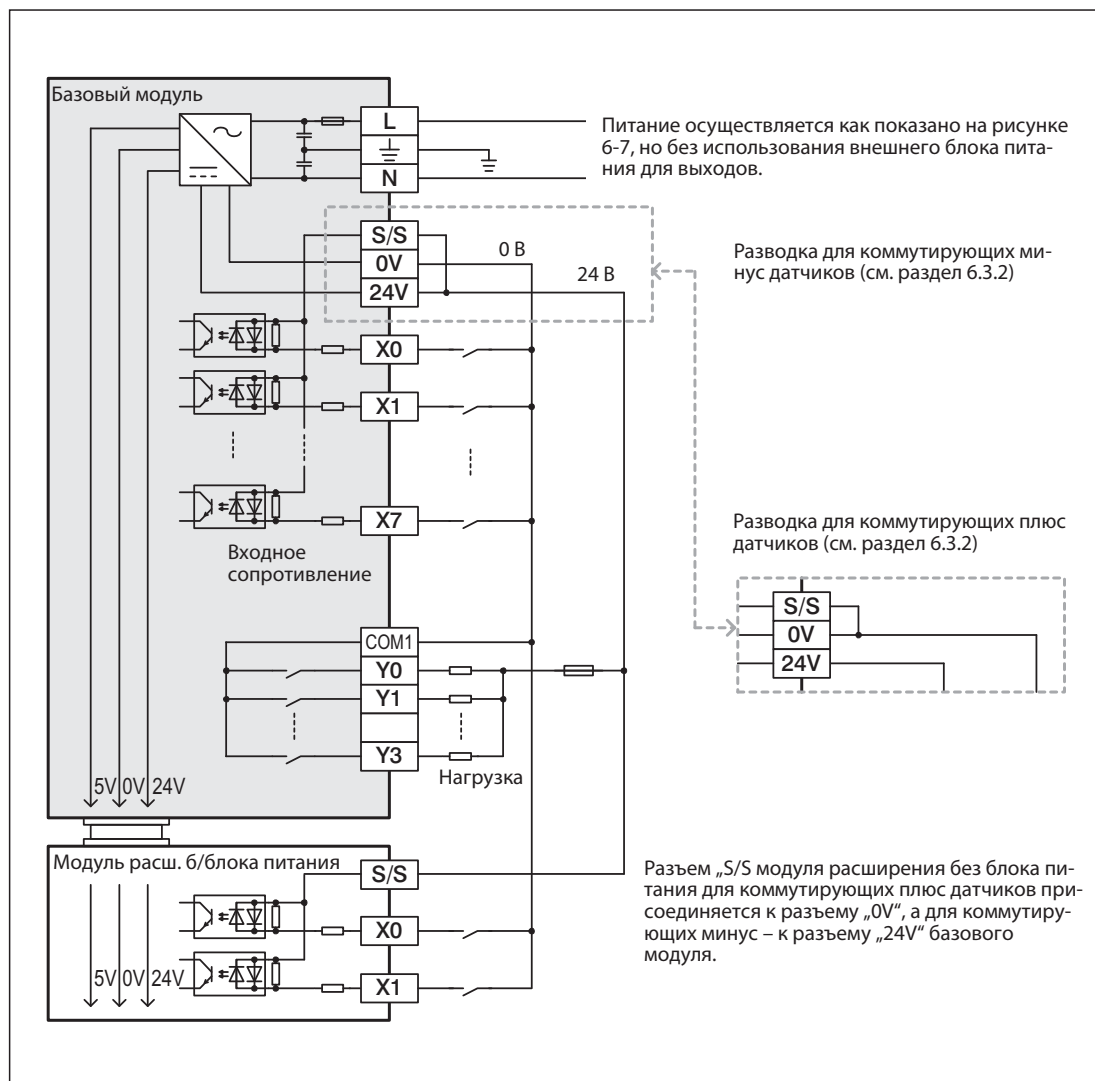 Базовый модуль
L
N
Питание осуществляется как показано на рисунке
6-7, но без использования внешнего блока пита-
ния для выходов.
S/S
0V
24V
0 В
24 В
Разводка для коммутирующих ми-
нус датчиков (см. раздел 6.3.2)
X0
X1
X7
Входное
сопротивление
Разводка для коммутирующих плюс
датчиков (см. раздел 6.3.2)
S/S
0V
24V
COM1
Y0
Y1
Y3
Нагрузка
5V 0V 24V
Модуль расш. б/блока питания
S/S
X0
X1
5V 0V 24V
Разъем „S/S модуля расширения без блока пи-
тания для коммутирующих плюс датчиков при-
соединяется к разъему „0V“, а для коммутиру-
ющих минус – к разъему „24V“ базового
модуля.